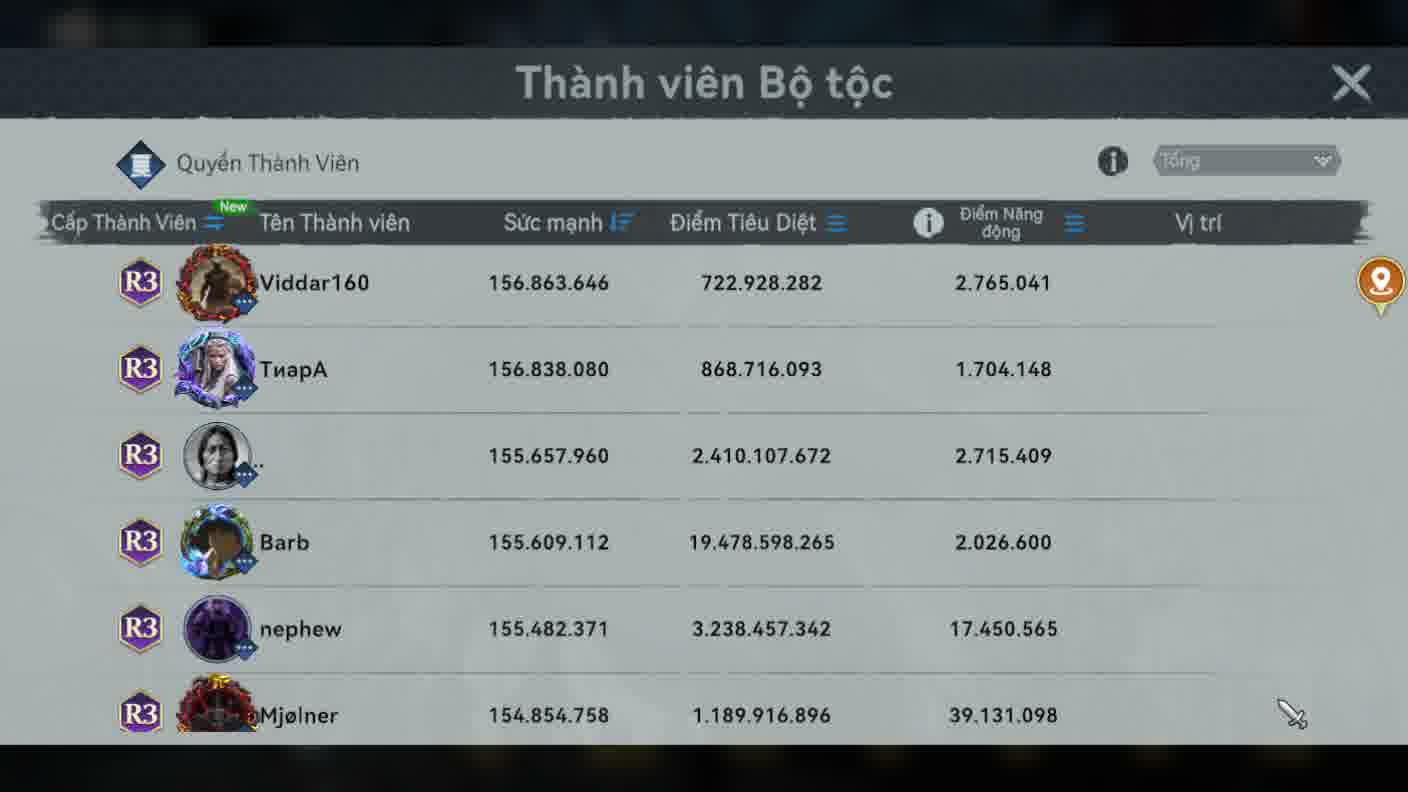 Thành viên Bộ tộc
Quyền Thành Viên
Tổng
New
Cấp Thành Viên Tên Thành viên Sức mạnh Điểm Tiêu Diệt Điểm Năng động Vị trí
R3 Viddar160 156.863.646 722.928.282 2.765.041
R3 ТиарА 156.838.080 868.716.093 1.704.148
R3 .. 155.657.960 2.410.107.672 2.715.409
R3 Barb 155.609.112 19.478.598.265 2.026.600
R3 nephew 155.482.371 3.238.457.342 17.450.565
R3 Mjølner 154.854.758 1.189.916.896 39.131.098